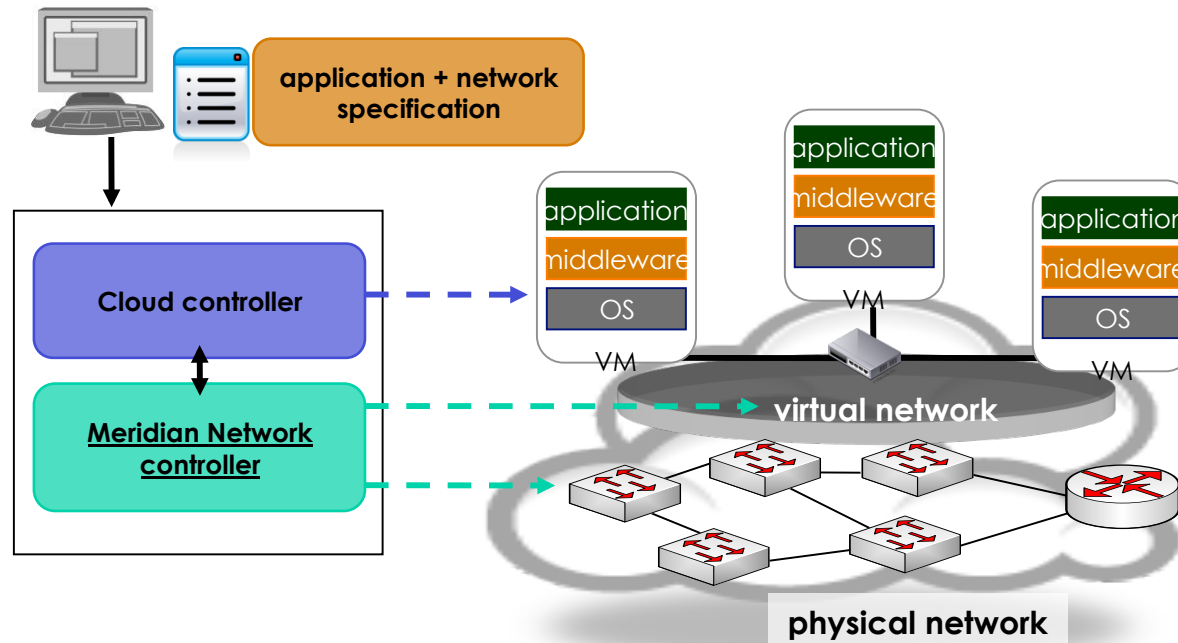 application + network
specification
Cloud controller
Meridian Network
controller
application
middleware
OS
VM
application
middleware
OS
VM
application
middleware
OS
VM
virtual network
physical network